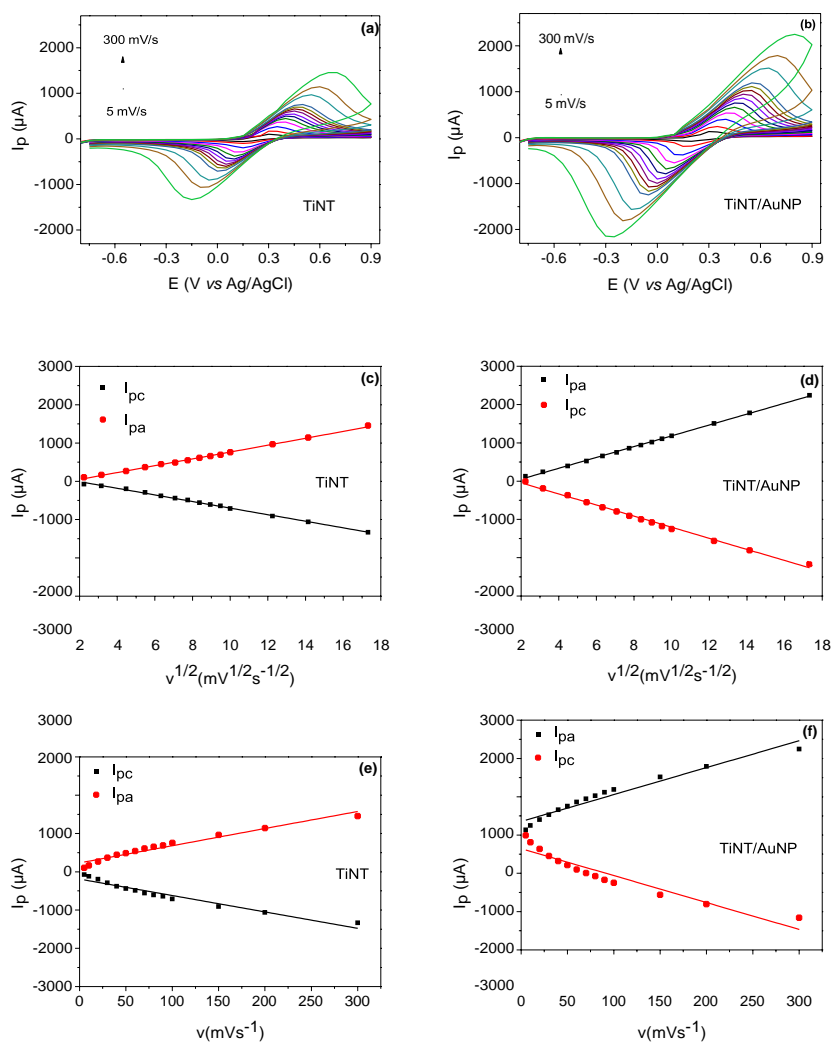 (a)
300 mV/s
5 mV/s
TiNT
2000
1000
0
-1000
-2000
-0.6 -0.3 0.0 0.3 0.6 0.9
Ip (µA)
E (V vs Ag/AgCl)
(b)
300 mV/s
5 mV/s
TiNT/AuNP
2000
1000
0
-1000
-2000
-0.6 -0.3 0.0 0.3 0.6 0.9
Ip (µA)
E (V vs Ag/AgCl)
(c)
Ipc
Ipa
TiNT
3000
2000
1000
0
-1000
-2000
-3000
2 4 6 8 10 12 14 16 18
Ip (µA)
v1/2(mV1/2s-1/2)
(d)
Ipa
Ipc
TiNT/AuNP
3000
2000
1000
0
-1000
-2000
-3000
2 4 6 8 10 12 14 16 18
Ip (µA)
v1/2(mV1/2s-1/2)
(e)
Ipc
Ipa
TiNT
3000
2000
1000
0
-1000
-2000
-3000
0 50 100 150 200 250 300
Ip (µA)
v(mVs-1)
(f)
Ipa
Ipc
TiNT/AuNP
3000
2000
1000
0
1000
-1000
-2000
-3000
0 50 100 150 200 250 300
Ip (µA)
v(mVs-1)